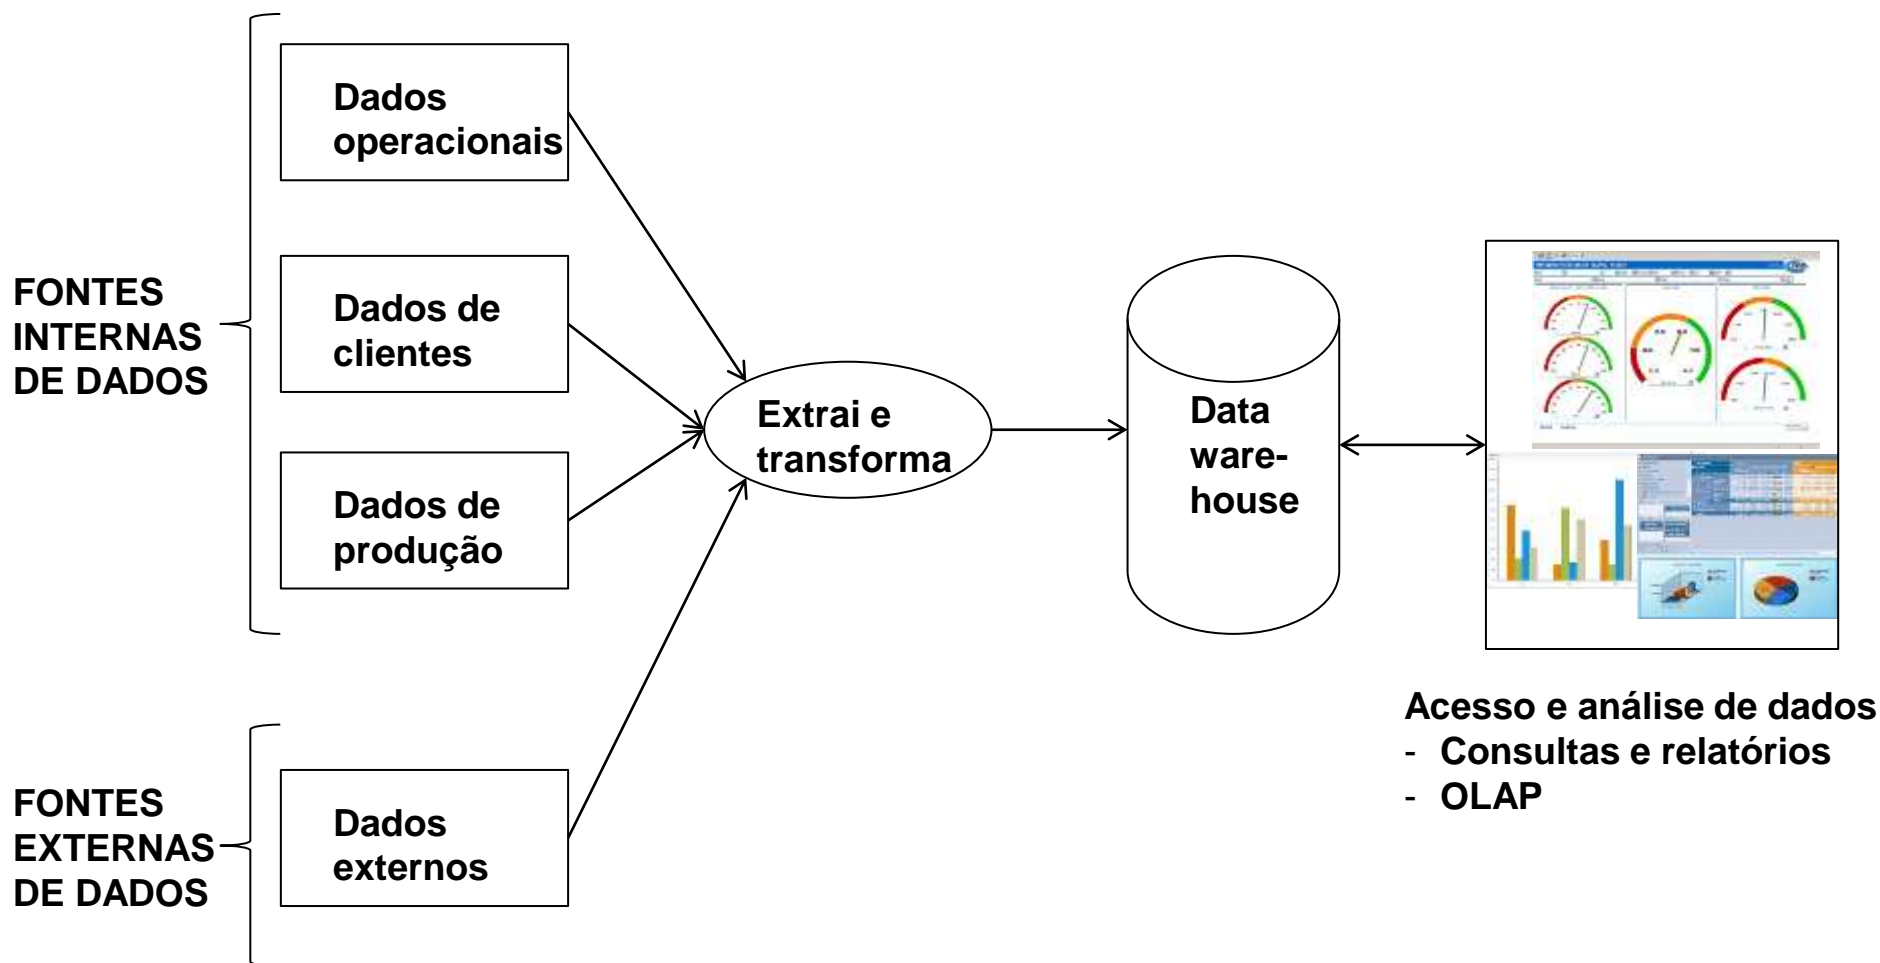 Dados
operacionais
FONTES
INTERNAS
DE DADOS
Dados de
clientes
Dados de
produção
Extrai e
transforma
Data
ware-
house
FONTES
EXTERNAS
DE DADOS
Dados
externos
Acesso e análise de dados
- Consultas e relatórios
- OLAP